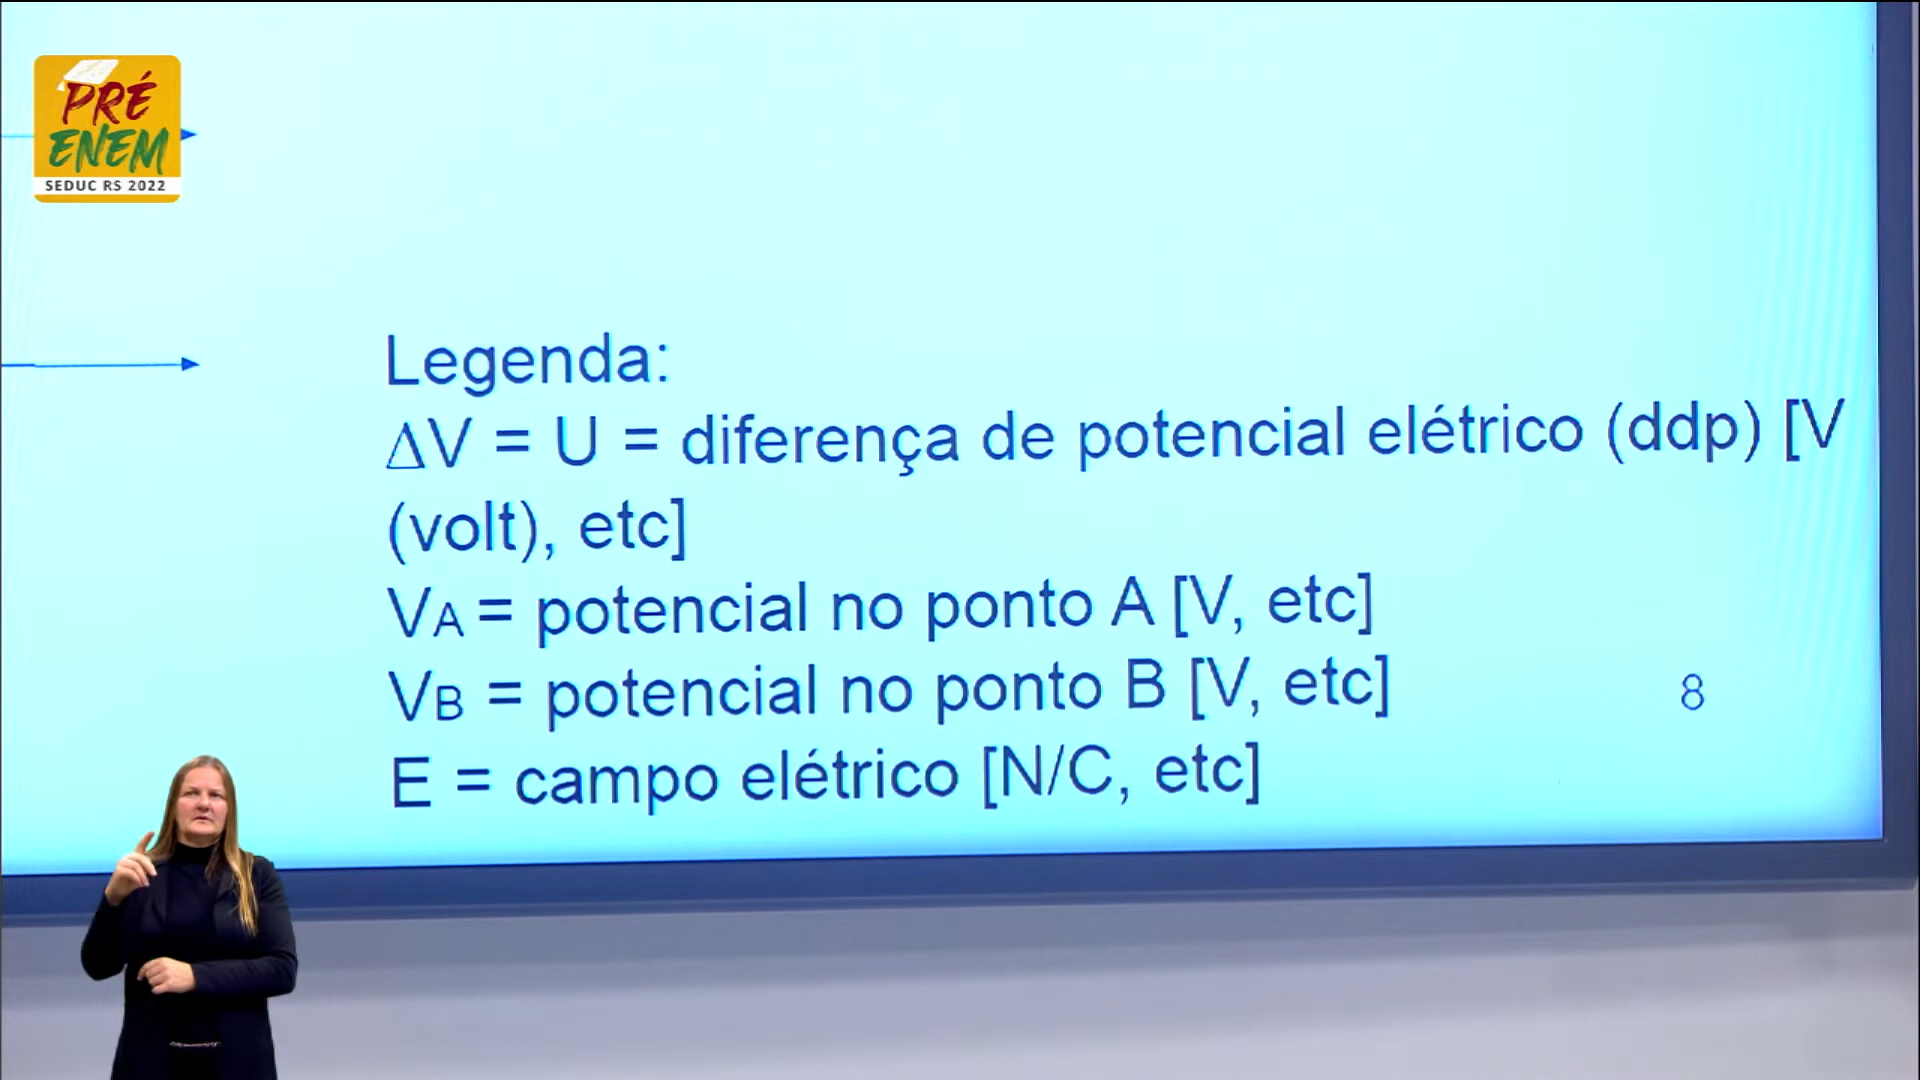 PRÉ
ENEM
SEDUC RS 2022
Legenda:
ΔV = U = diferença de potencial elétrico (ddp) [V
(volt), etc]
VA = potencial no ponto A [V, etc]
VB = potencial no ponto B [V, etc]
8
E = campo elétrico [N/C, etc]